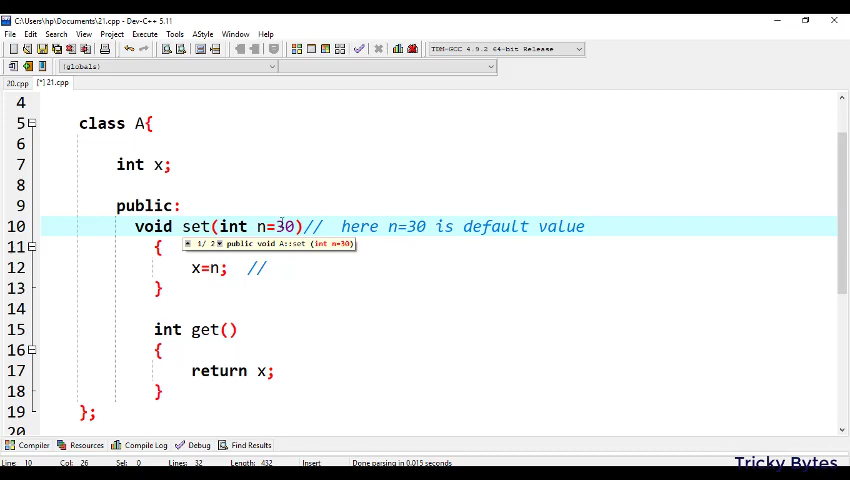 C:\Users\hp\Documents\21.cpp - Dev-C++ 5.11
File Edit Search View Project Execute Tools AStyle Window Help
TDM-GCC 4.9.2 64-bit Release
(globals)
20.cpp [*] 21.cpp
4
5 class A{
6
7 int x;
8
9 public:
10 void set(int n=30)// here n=30 is default value
1/ 2 public void A::set (int n=30)
11 {
12 x=n; //
13 }
14
15 int get()
16 {
17 return x;
18 }
19 };
20
Compiler Resources Compile Log Debug Find Results
Line: 10 Col: 26 Sel: 0 Lines: 32 Length: 432 Insert Done parsing in 0.015 seconds
Tricky Bytes